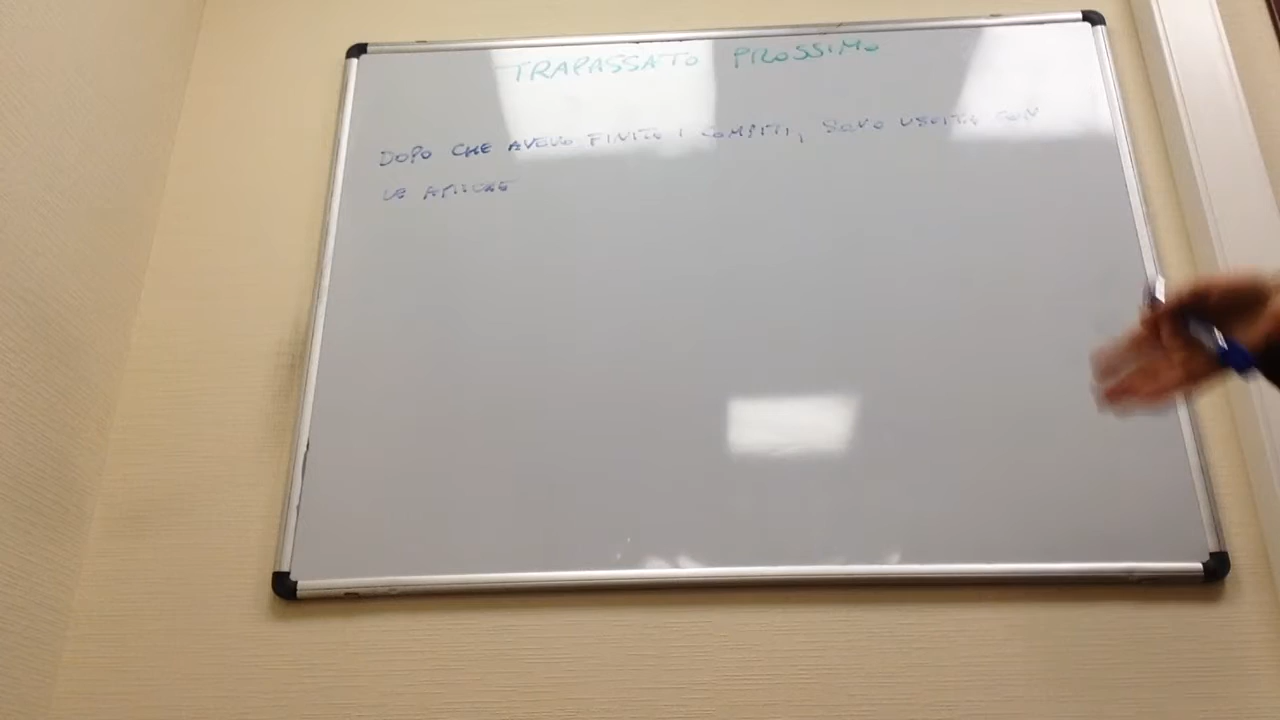 TRAPASSATO PROSSIMO
DOPO CHE AVEVO FINITO I COMPITI, SONO USCITA CON
LE AMICHE